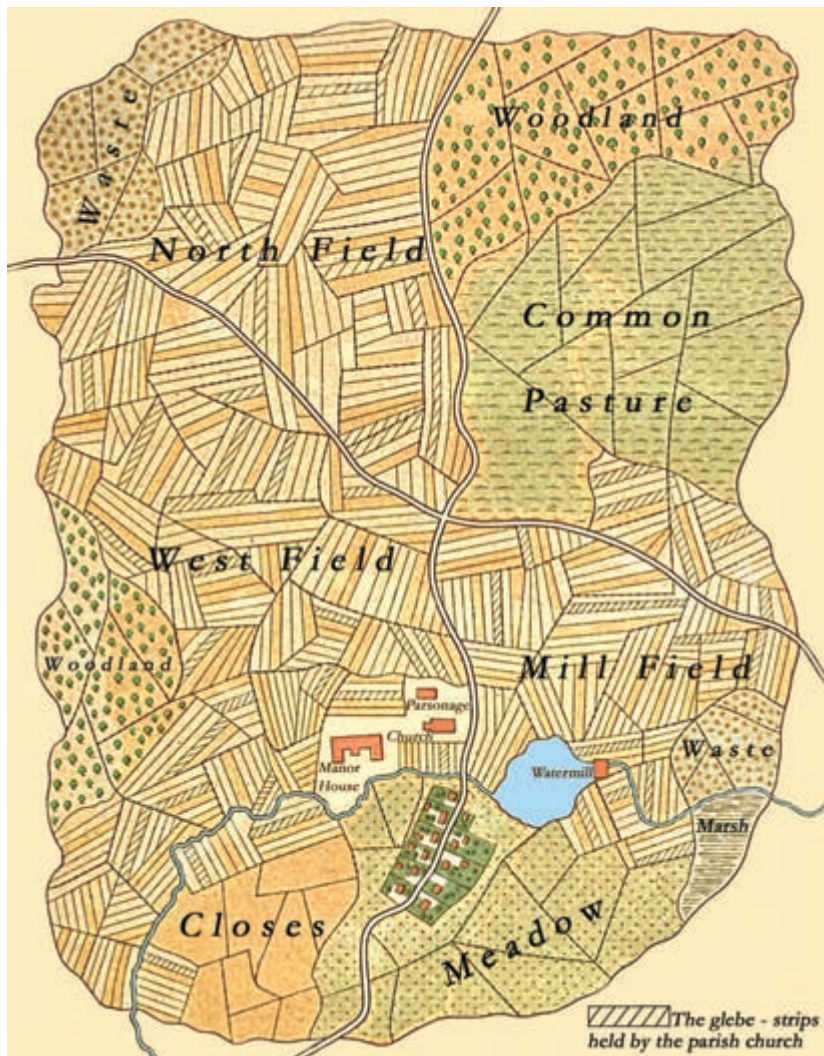 Woodland
Waste
North Field
Common
Pasture
West Field
Woodland
Mill Field
Parsonage
Church
Manor
House
Watermill
Waste
Marsh
Closes
Meadow
The glebe - strips
held by the parish church